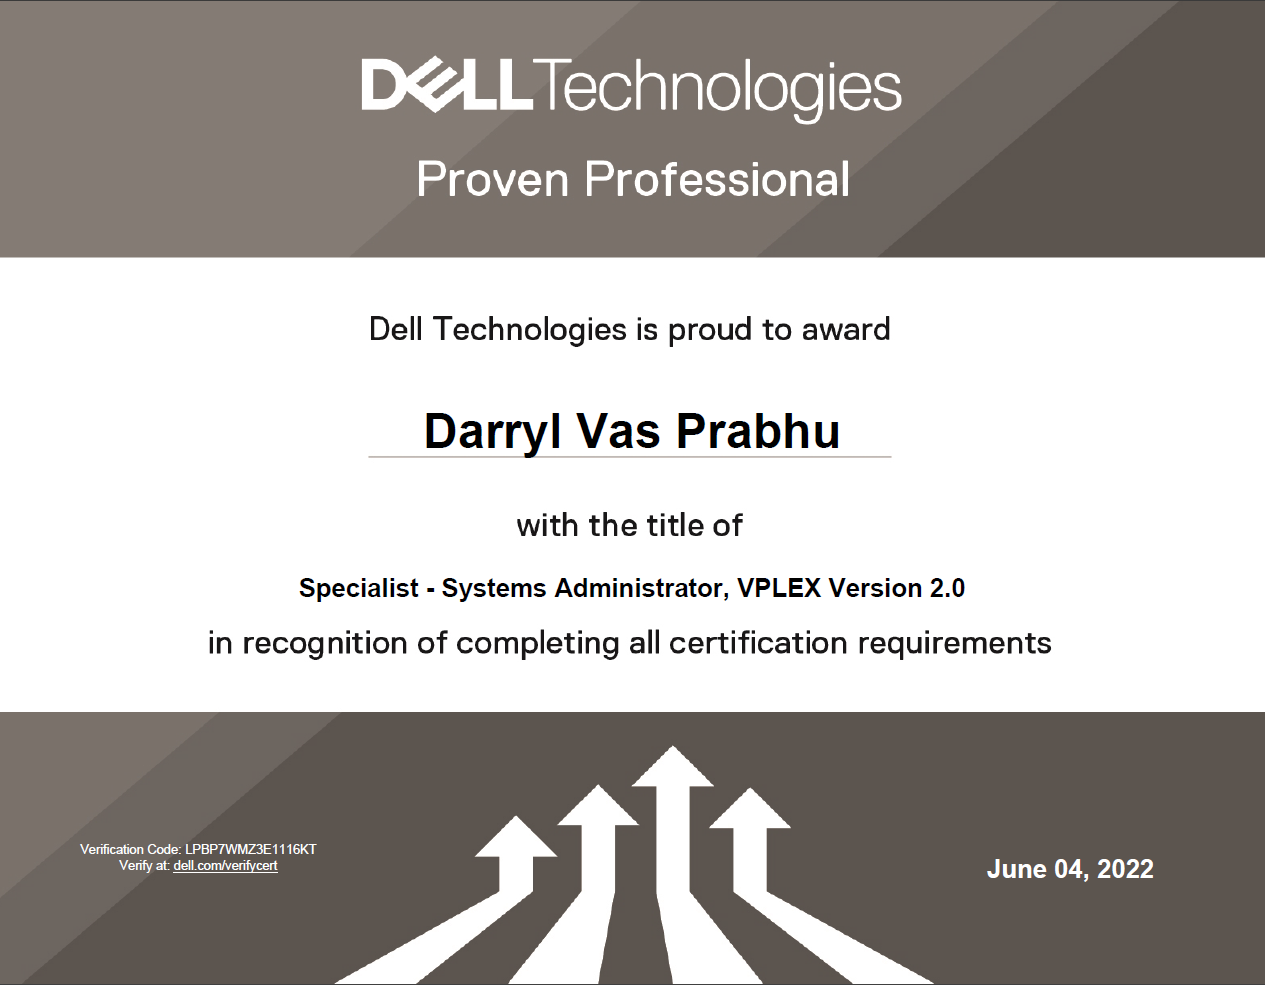 DELL Technologies
Proven Professional
Dell Technologies is proud to award
Darryl Vas Prabhu
with the title of
Specialist - Systems Administrator, VPLEX Version 2.0
in recognition of completing all certification requirements
Verification Code: LPBP7WMZ3E1116KT
Verify at: dell.com/verifycert
June 04, 2022